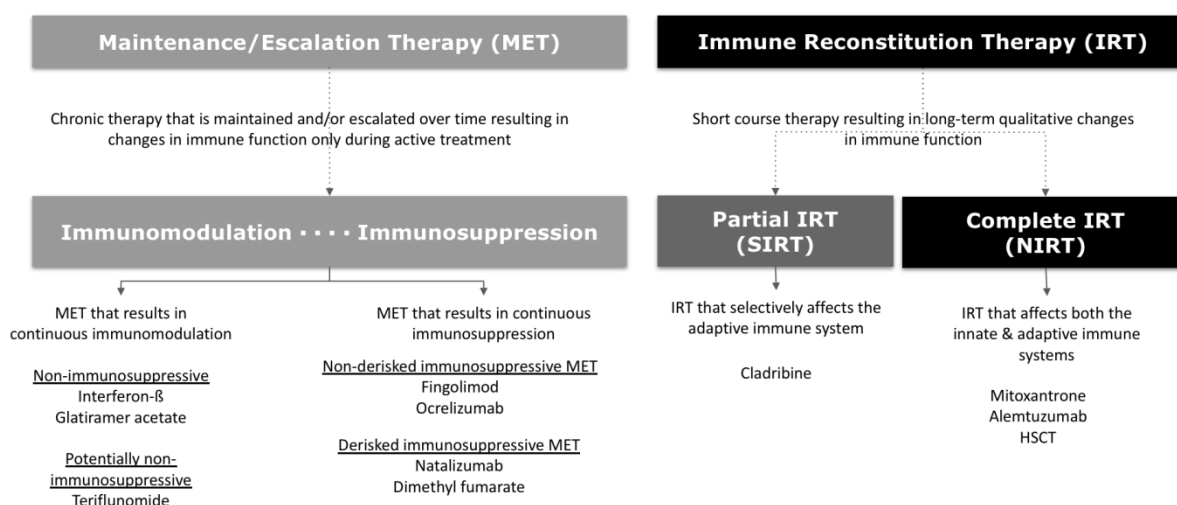 Maintenance/Escalation Therapy (MET)
Chronic therapy that is maintained and/or escalated over time resulting in
changes in immune function only during active treatment
Immunomodulation ···· Immunosuppression
MET that results in
continuous immunomodulation
Non-immunosuppressive
Interferon-ß
Glatiramer acetate
Potentially non-
immunosuppressive
Teriflunomide
MET that results in continuous
immunosuppression
Non-derisked immunosuppressive MET
Fingolimod
Ocrelizumab
Derisked immunosuppressive MET
Natalizumab
Dimethyl fumarate
Immune Reconstitution Therapy (IRT)
Short course therapy resulting in long-term qualitative changes
in immune function
Partial IRT
(SIRT)
IRT that selectively affects the
adaptive immune system
Cladribine
Complete IRT
(NIRT)
IRT that affects both the
innate & adaptive immune
systems
Mitoxantrone
Alemtuzumab
HSCT